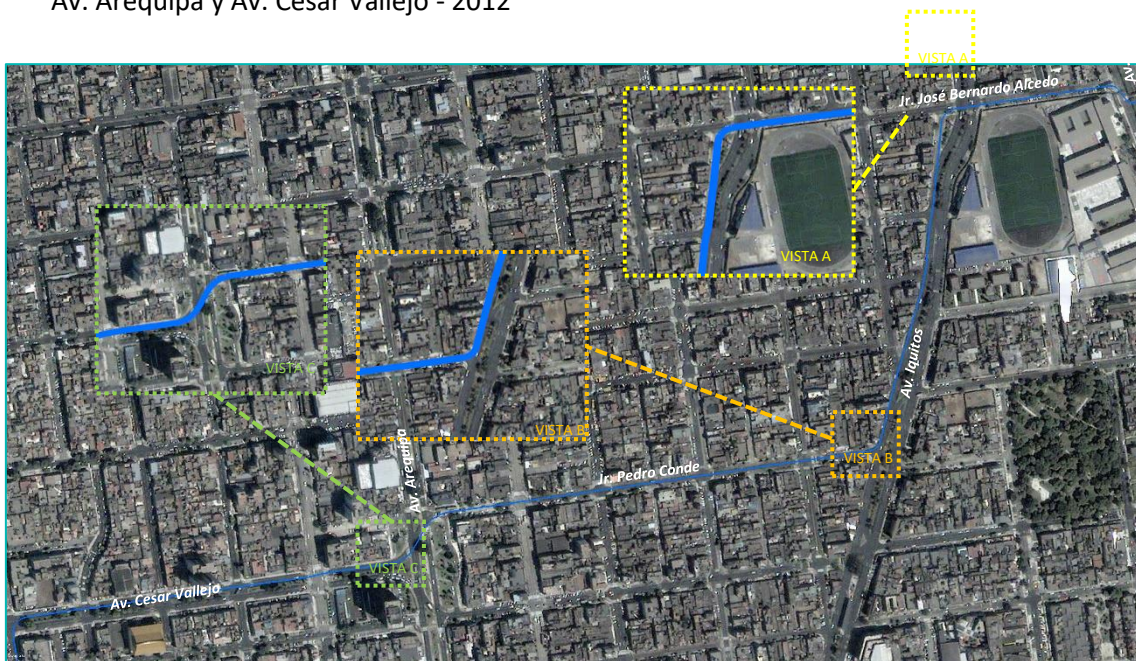 Av. Arequipa y Av. Cesar Vallejo - 2012
VISTA A
Jr. José Bernardo Alcedo
Av.
VISTA A
VISTA C
Av. Iquitos
VISTA B
Av. Arequipa
VISTA B
Jr. Pedro Conde
VISTA C
Av. Cesar Vallejo